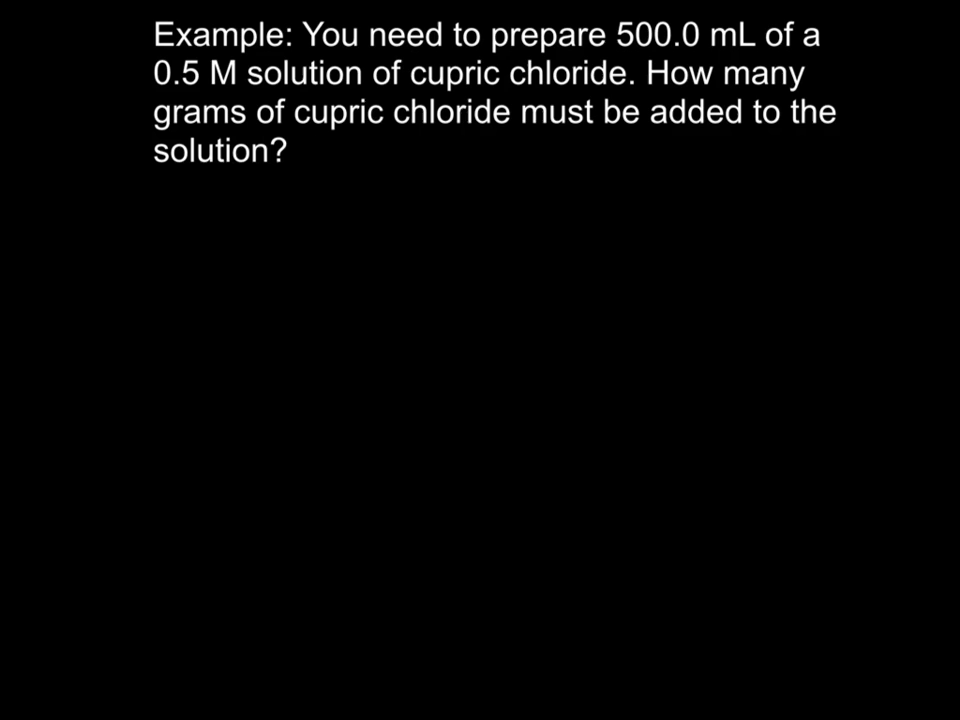 Example: You need to prepare 500.0 mL of a
0.5 M solution of cupric chloride. How many
grams of cupric chloride must be added to the
solution?